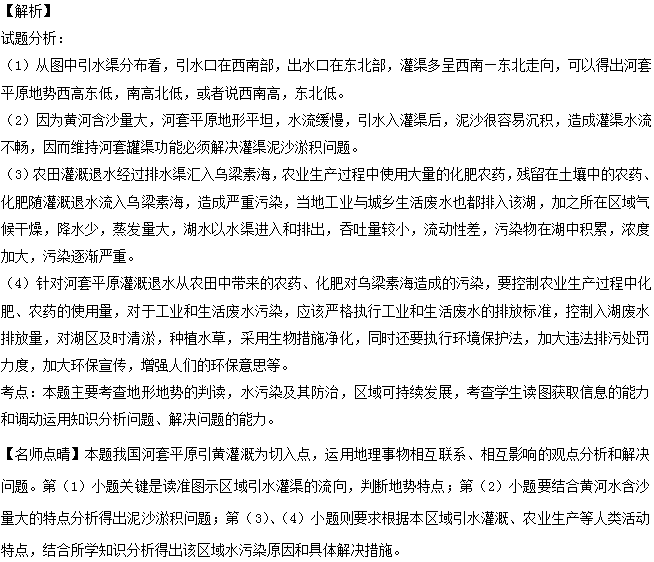 【解析】
试题分析：
（1）从图中引水渠分布看，引水口在西南部，出水口在东北部，灌渠多呈西南—东北走向，可以得出河套
平原地势西高东低，南高北低，或者说西南高，东北低。
（2）因为黄河含沙量大，河套平原地形平坦，水流缓慢，引水入灌渠后，泥沙很容易沉积，造成灌渠水流
不畅，因而维持河套罐渠功能必须解决灌渠泥沙淤积问题。
（3）农田灌溉退水经过排水渠汇入乌梁素海，农业生产过程中使用大量的化肥农药，残留在土壤中的农药、
化肥随灌溉退水流入乌梁素海，造成严重污染，当地工业与城乡生活废水也都排入该湖，加之所在区域气
候干燥，降水少，蒸发量大，湖水以水渠进入和排出，吞吐量较小，流动性差，污染物在湖中积累，浓度
加大，污染逐渐严重。
（4）针对河套平原灌溉退水从农田中带来的农药、化肥对乌梁素海造成的污染，要控制农业生产过程中化
肥、农药的使用量，对于工业和生活废水污染，应该严格执行工业和生活废水的排放标准，控制入湖废水
排放量，对湖区及时清淤，种植水草，采用生物措施净化，同时还要执行环境保护法，加大违法排污处罚
力度，加大环保宣传，增强人们的环保意思等。
考点：本题主要考查地形地势的判读，水污染及其防治，区域可持续发展，考查学生读图获取信息的能力
和调动运用知识分析问题、解决问题的能力。
【名师点睛】本题我国河套平原引黄灌溉为切入点，运用地理事物相互联系、相互影响的观点分析和解决
问题。第（1）小题关键是读准图示区域引水灌渠的流向，判断地势特点；第（2）小题要结合黄河水含沙
量大的特点分析得出泥沙淤积问题；第（3）、（4）小题则要求根据本区域引水灌溉、农业生产等人类活动
特点，结合所学知识分析得出该区域水污染原因和具体解决措施。